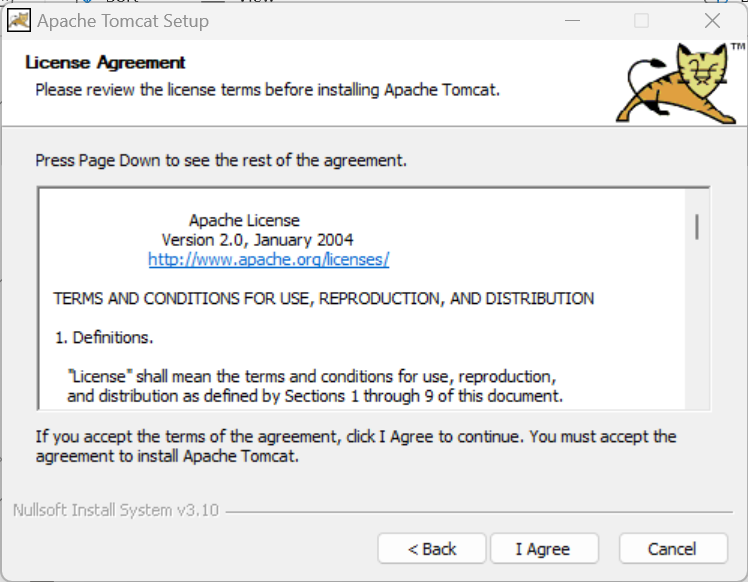 Apache Tomcat Setup
License Agreement
Please review the license terms before installing Apache Tomcat.
TM
Press Page Down to see the rest of the agreement.
Apache License
Version 2.0, January 2004
http://www.apache.org/licenses/
TERMS AND CONDITIONS FOR USE, REPRODUCTION, AND DISTRIBUTION
1. Definitions.
"License" shall mean the terms and conditions for use, reproduction,
and distribution as defined by Sections 1 through 9 of this document.
If you accept the terms of the agreement, click I Agree to continue. You must accept the
agreement to install Apache Tomcat.
Nullsoft Install System v3.10
< Back
I Agree
Cancel